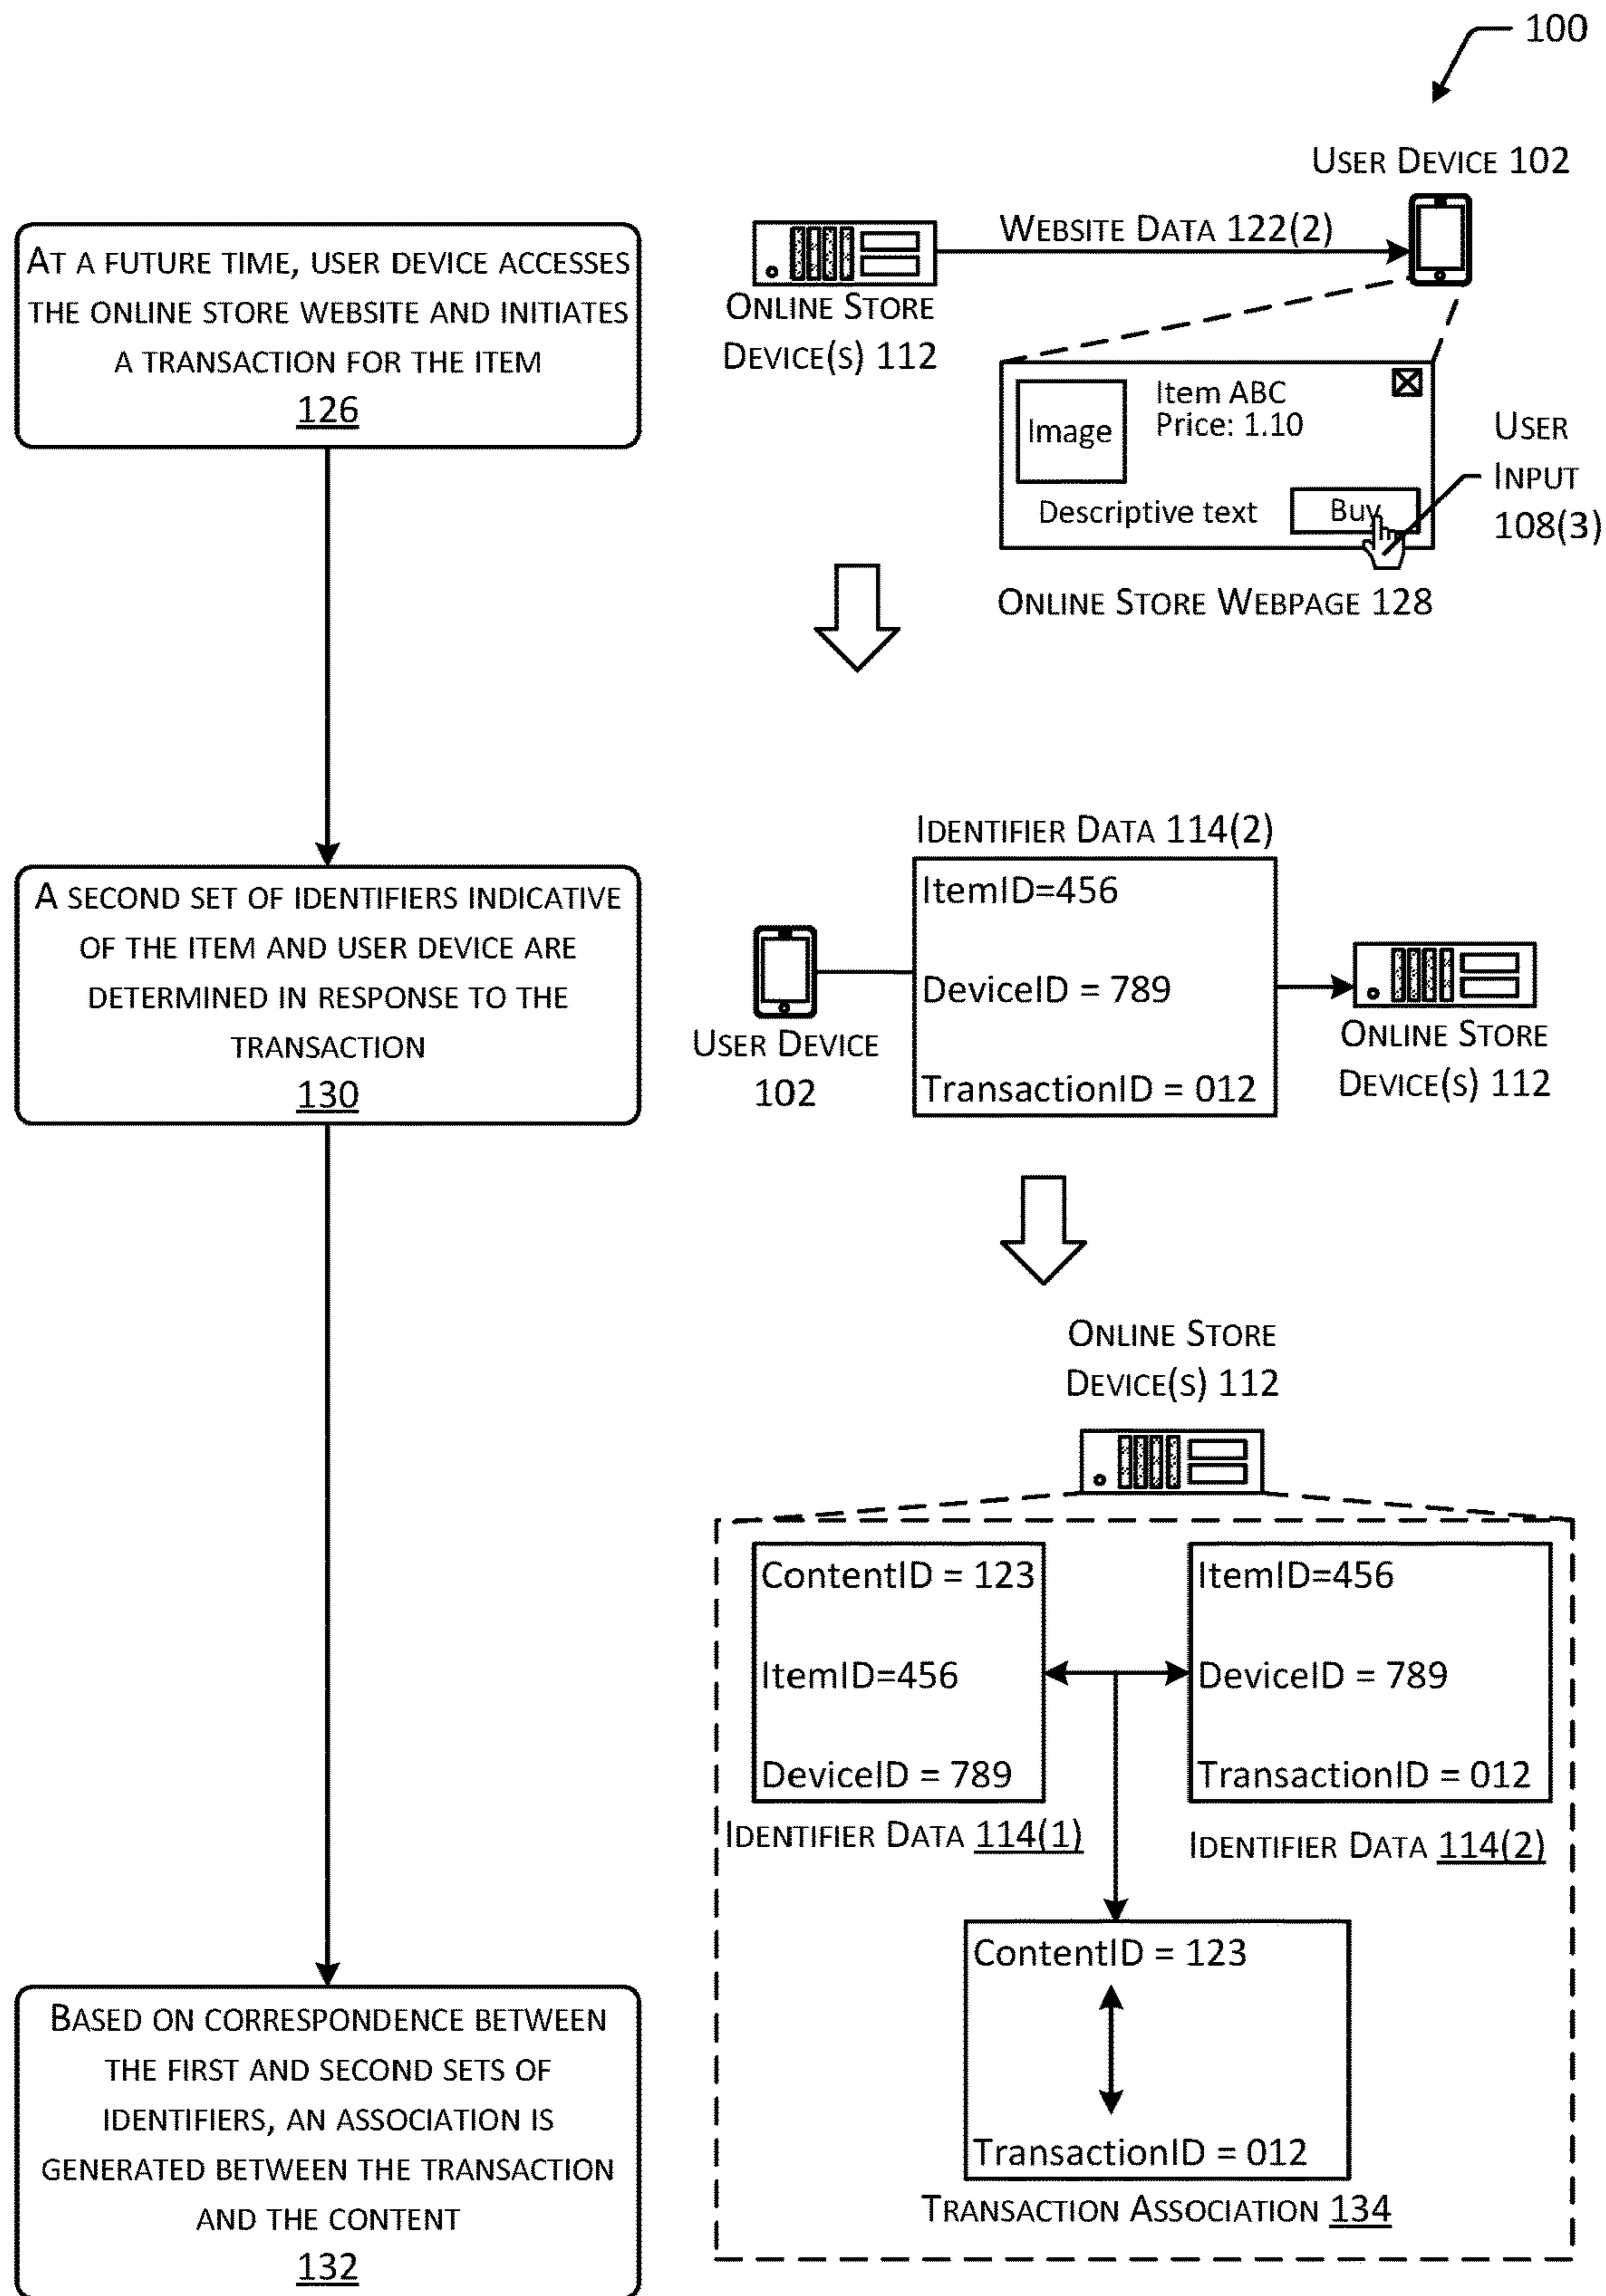 100
USER DEVICE 102
AT A FUTURE TIME, USER DEVICE ACCESSES
THE ONLINE STORE WEBSITE AND INITIATES
A TRANSACTION FOR THE ITEM
126
WEBSITE DATA 122(2)
ONLINE STORE
DEVICE(S) 112
Image
Item ABC
Price: 1.10
Descriptive text
Buy
USER
INPUT
108(3)
ONLINE STORE WEBPAGE 128
A SECOND SET OF IDENTIFIERS INDICATIVE
OF THE ITEM AND USER DEVICE ARE
DETERMINED IN RESPONSE TO THE
TRANSACTION
130
IDENTIFIER DATA 114(2)
ItemID=456
DeviceID = 789
TransactionID = 012
USER DEVICE
102
ONLINE STORE
DEVICE(S) 112
ONLINE STORE
DEVICE(S) 112
ContentID = 123
ItemID=456
DeviceID = 789
IDENTIFIER DATA 114(1)
ItemID=456
DeviceID = 789
TransactionID = 012
IDENTIFIER DATA 114(2)
ContentID = 123
TransactionID = 012
TRANSACTION ASSOCIATION 134
BASED ON CORRESPONDENCE BETWEEN
THE FIRST AND SECOND SETS OF
IDENTIFIERS, AN ASSOCIATION IS
GENERATED BETWEEN THE TRANSACTION
AND THE CONTENT
132